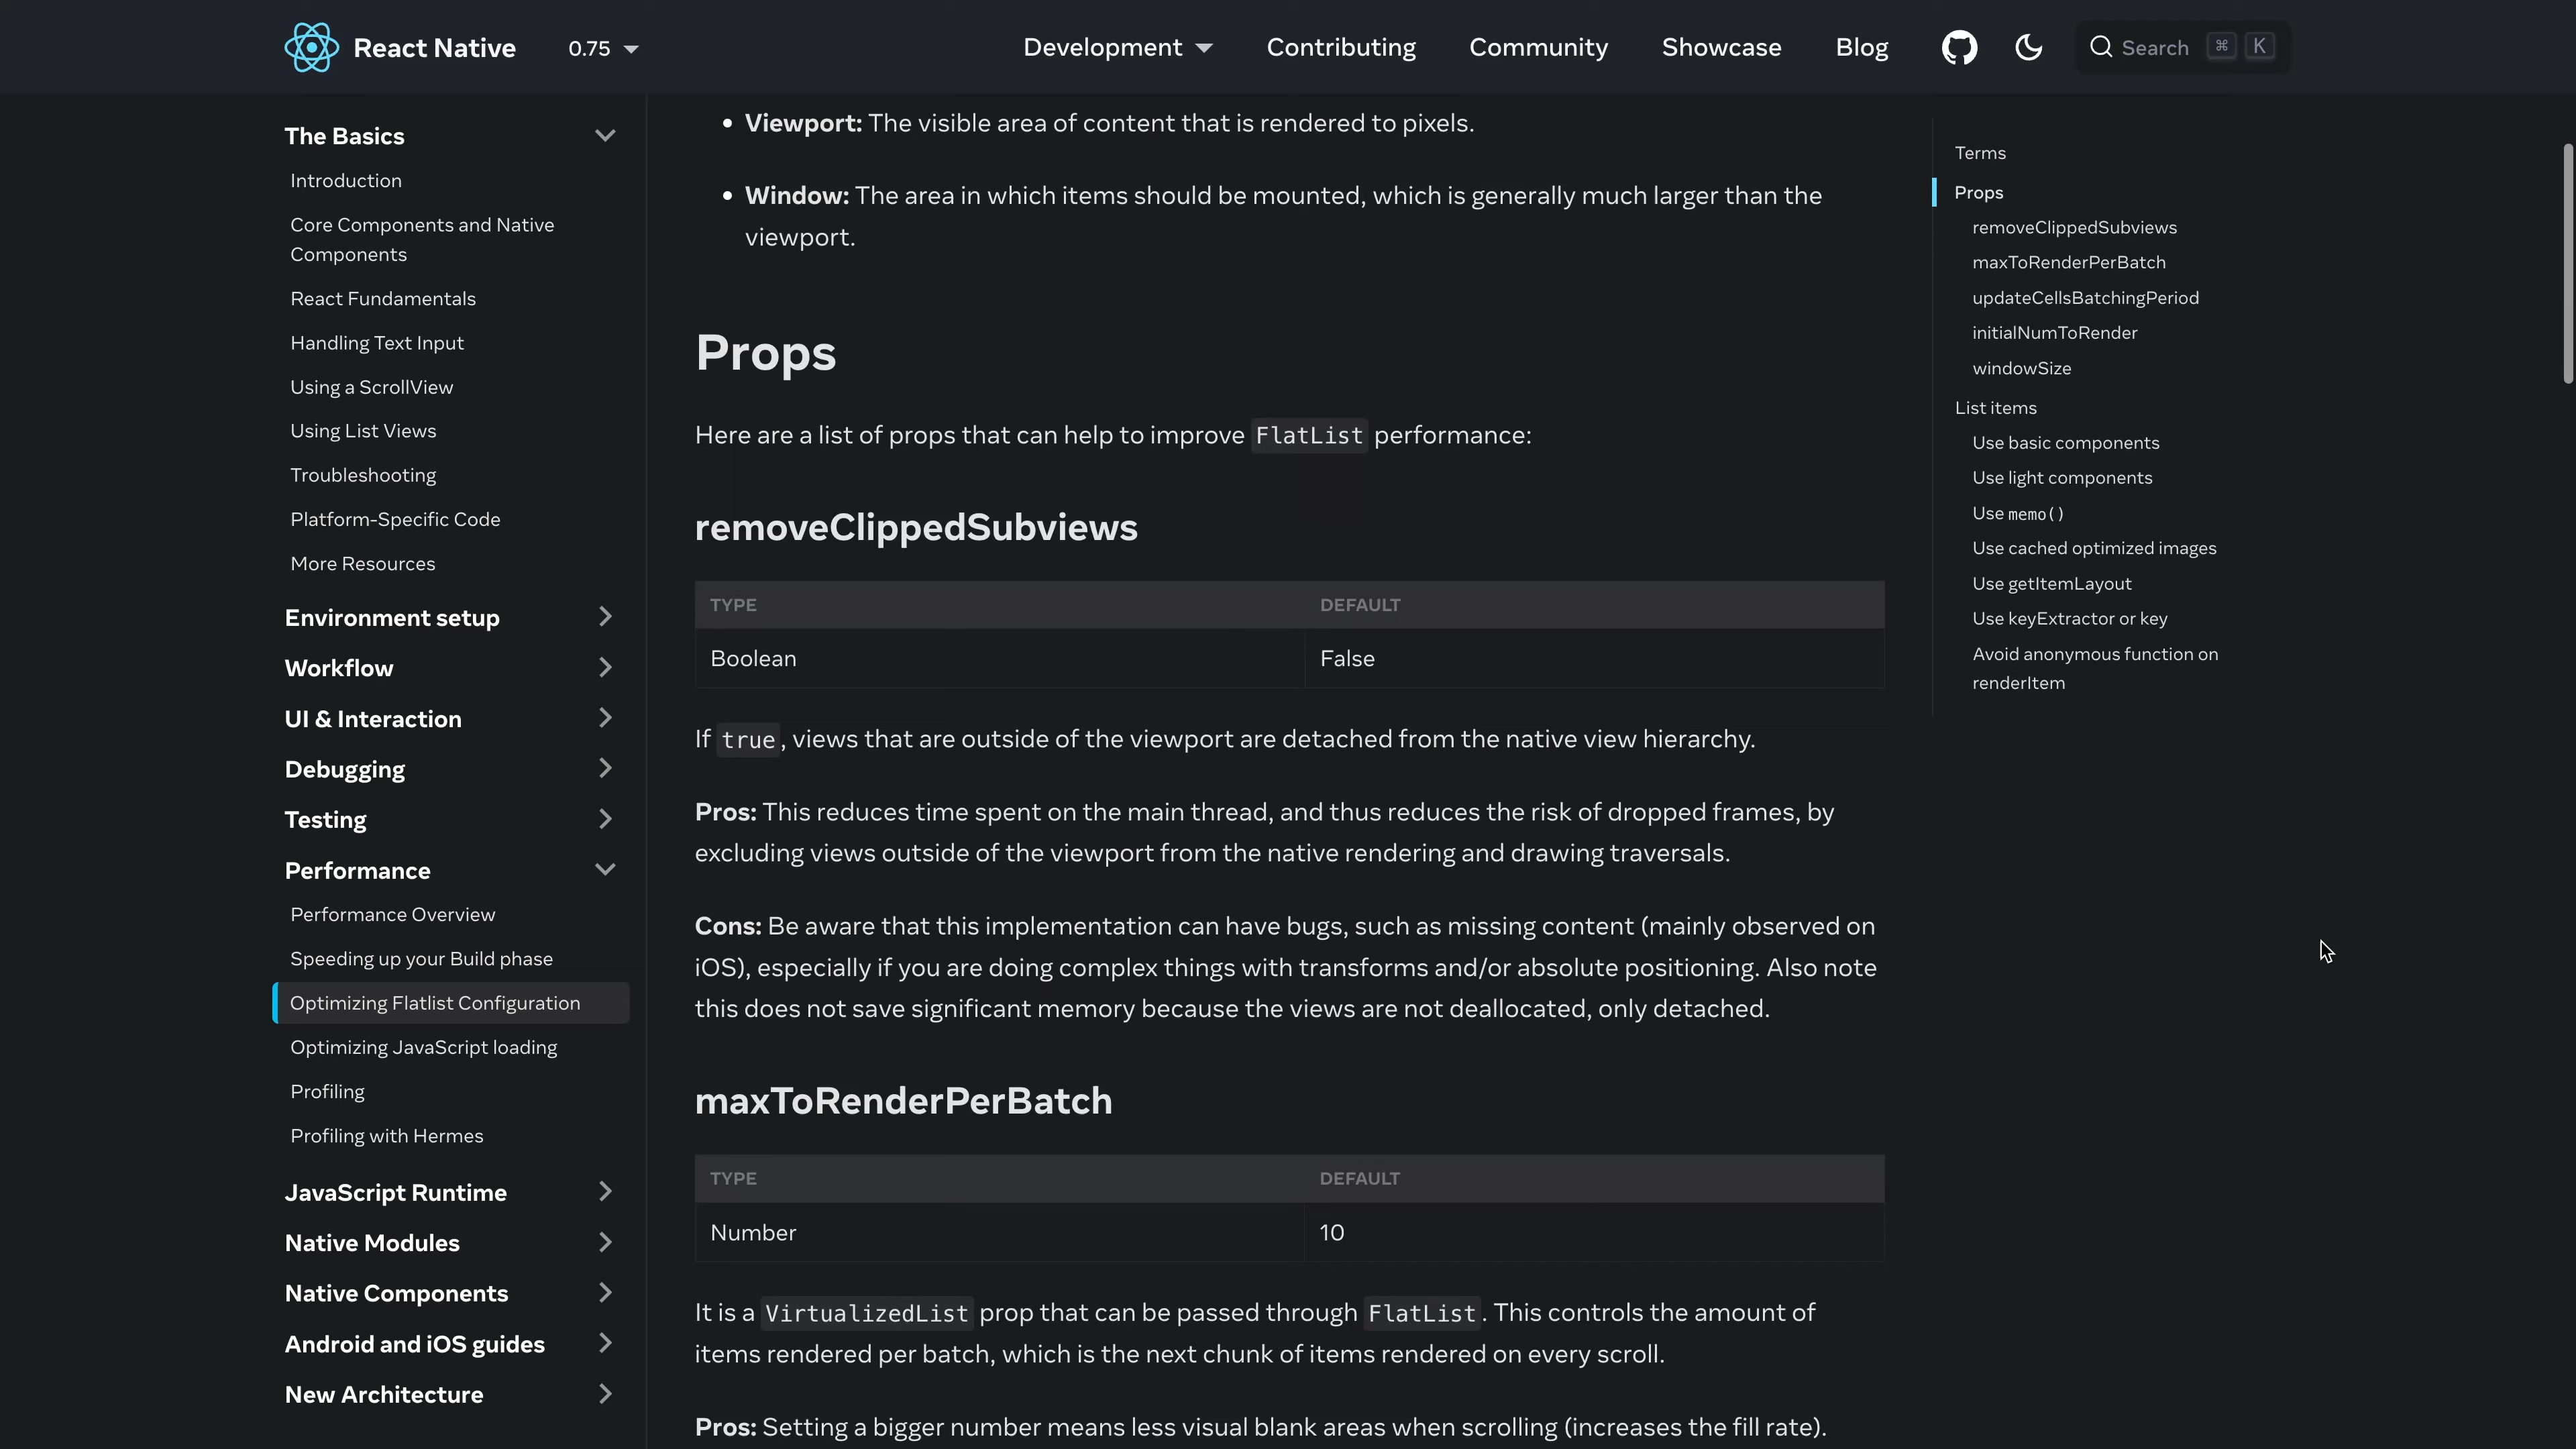 React Native
0.75
Development
Contributing
Community
Showcase
Blog
Search
⌘
K
The Basics
Introduction
Core Components and Native
Components
React Fundamentals
Handling Text Input
Using a ScrollView
Using List Views
Troubleshooting
Platform-Specific Code
More Resources
Environment setup
Workflow
UI & Interaction
Debugging
Testing
Performance
Performance Overview
Speeding up your Build phase
Optimizing Flatlist Configuration
Optimizing JavaScript loading
Profiling
Profiling with Hermes
JavaScript Runtime
Native Modules
Native Components
Android and iOS guides
New Architecture
• Viewport: The visible area of content that is rendered to pixels.
• Window: The area in which items should be mounted, which is generally much larger than the
viewport.
Props
Here are a list of props that can help to improve FlatList performance:
removeClippedSubviews
TYPE DEFAULT
Boolean False
If true, views that are outside of the viewport are detached from the native view hierarchy.
Pros: This reduces time spent on the main thread, and thus reduces the risk of dropped frames, by
excluding views outside of the viewport from the native rendering and drawing traversals.
Cons: Be aware that this implementation can have bugs, such as missing content (mainly observed on
iOS), especially if you are doing complex things with transforms and/or absolute positioning. Also note
this does not save significant memory because the views are not deallocated, only detached.
maxToRenderPerBatch
TYPE DEFAULT
Number 10
It is a VirtualizedList prop that can be passed through FlatList. This controls the amount of
items rendered per batch, which is the next chunk of items rendered on every scroll.
Pros: Setting a bigger number means less visual blank areas when scrolling (increases the fill rate).
Terms
Props
removeClippedSubviews
maxToRenderPerBatch
updateCellsBatchingPeriod
initialNumToRender
windowSize
List items
Use basic components
Use light components
Use memo()
Use cached optimized images
Use getItemLayout
Use keyExtractor or key
Avoid anonymous function on
renderItem